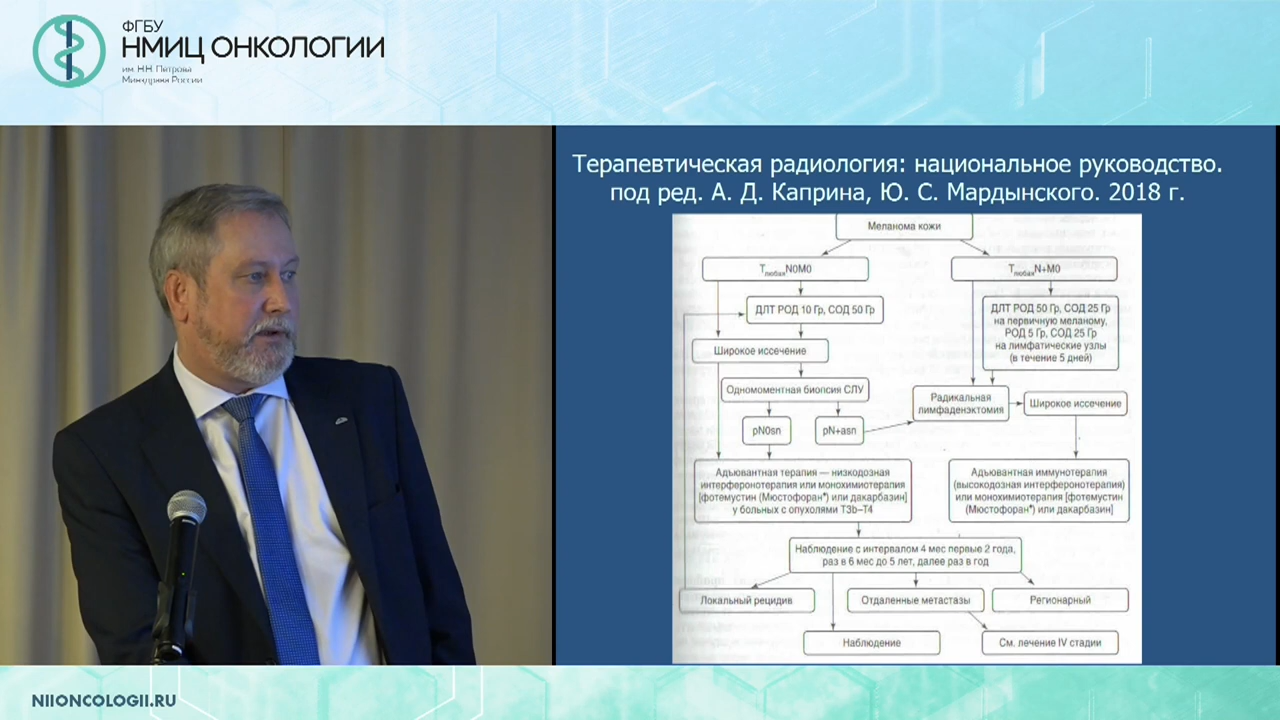 ФГБУ
НМИЦ ОНКОЛОГИИ
им. Н.Н. Петрова
Минздрава России
Терапевтическая радиология: национальное руководство.
под ред. А. Д. Каприна, Ю. С. Мардынского. 2018 г.
Меланома кожи
TлюбаяN0M0
TлюбаяN+M0
ДЛТ РОД 10 Гр, СОД 50 Гр
ДЛТ РОД 50 Гр, СОД 25 Гр
на первичную меланому,
РОД 5 Гр, СОД 25 Гр
на лимфатические узлы
(в течение 5 дней)
Широкое иссечение
Одномоментная биопсия СЛУ
Радикальная
лимфаденэктомия
Широкое иссечение
pN0sn
pN+asn
Адъювантная терапия — низкодозная
интерферонотерапия или монохимиотерапия
[фотемустин (Мюстофоран*) или дакарбазин]
у больных с опухолями T3b–T4
Адъювантная иммунотерапия
(высокодозная интерферонотерапия)
или монохимиотерапия [фотемустин
(Мюстофоран*) или дакарбазин]
Наблюдение с интервалом 4 мес первые 2 года,
раз в 6 мес до 5 лет, далее раз в год
Локальный рецидив
Отдаленные метастазы
Регионарный
Наблюдение
См. лечение IV стадии
NIIONCOLOGII.RU